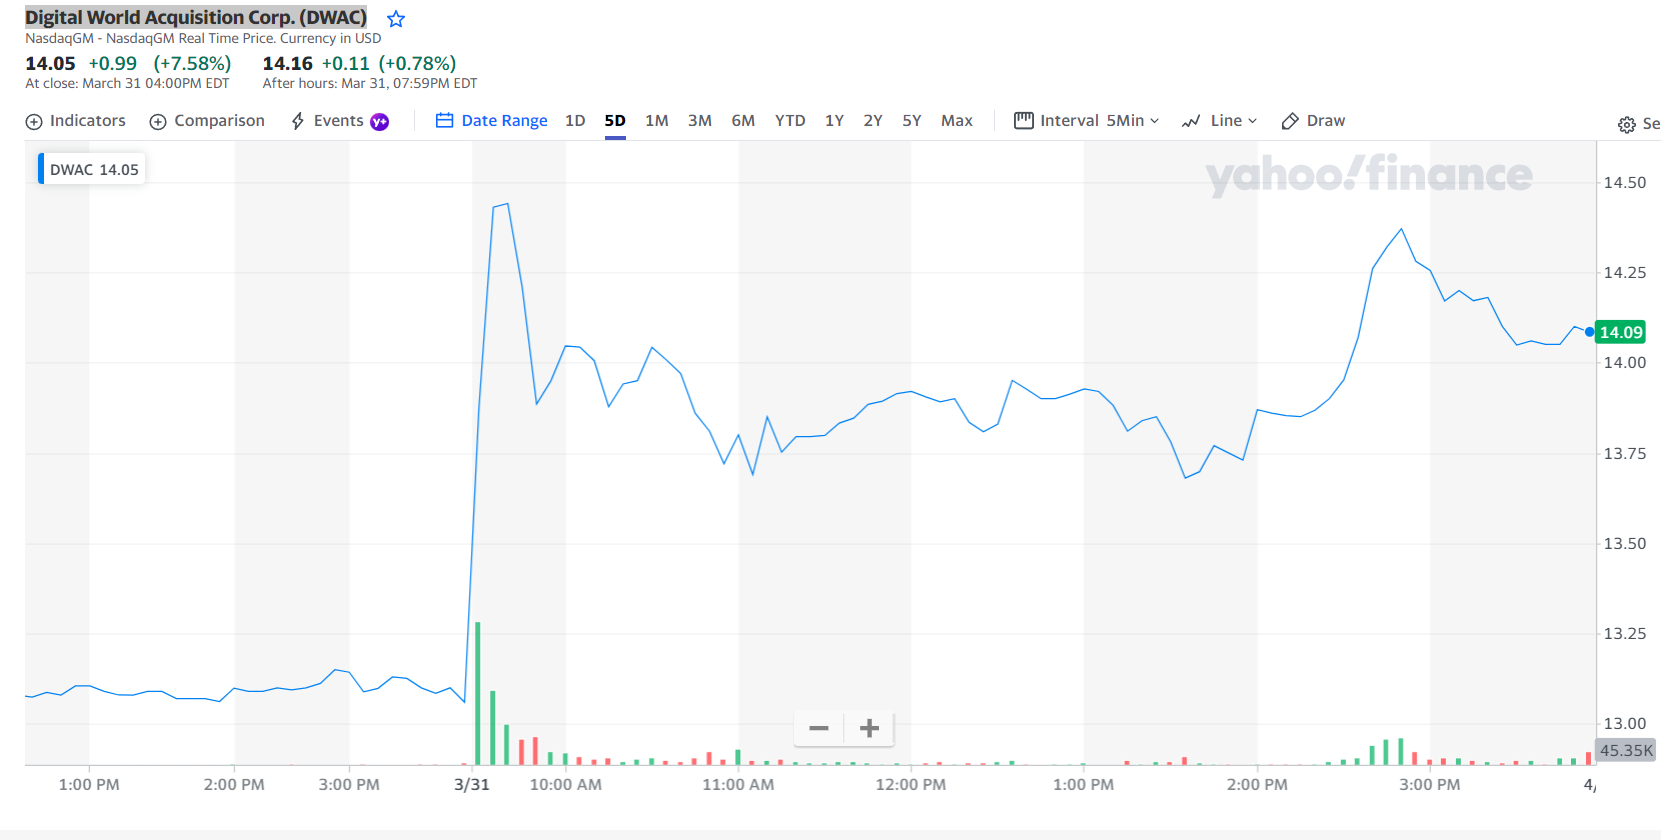 Digital World Acquisition Corp. (DWAC)
NasdaqGM - NasdaqGM Real Time Price. Currency in USD
14.05 +0.99 (+7.58%) 14.16 +0.11 (+0.78%)
At close: March 31 04:00PM EDT After hours: Mar 31, 07:59PM EDT
Indicators Comparison Events y+ Date Range 1D 5D 1M 3M 6M YTD 1Y 2Y 5Y Max Interval 5Min Line Draw Se
DWAC 14.05
yahoo!finance
14.50
14.25
14.09
14.00
13.75
13.50
13.25
13.00
45.35K
1:00 PM 2:00 PM 3:00 PM 3/31 10:00 AM 11:00 AM 12:00 PM 1:00 PM 2:00 PM 3:00 PM 4/